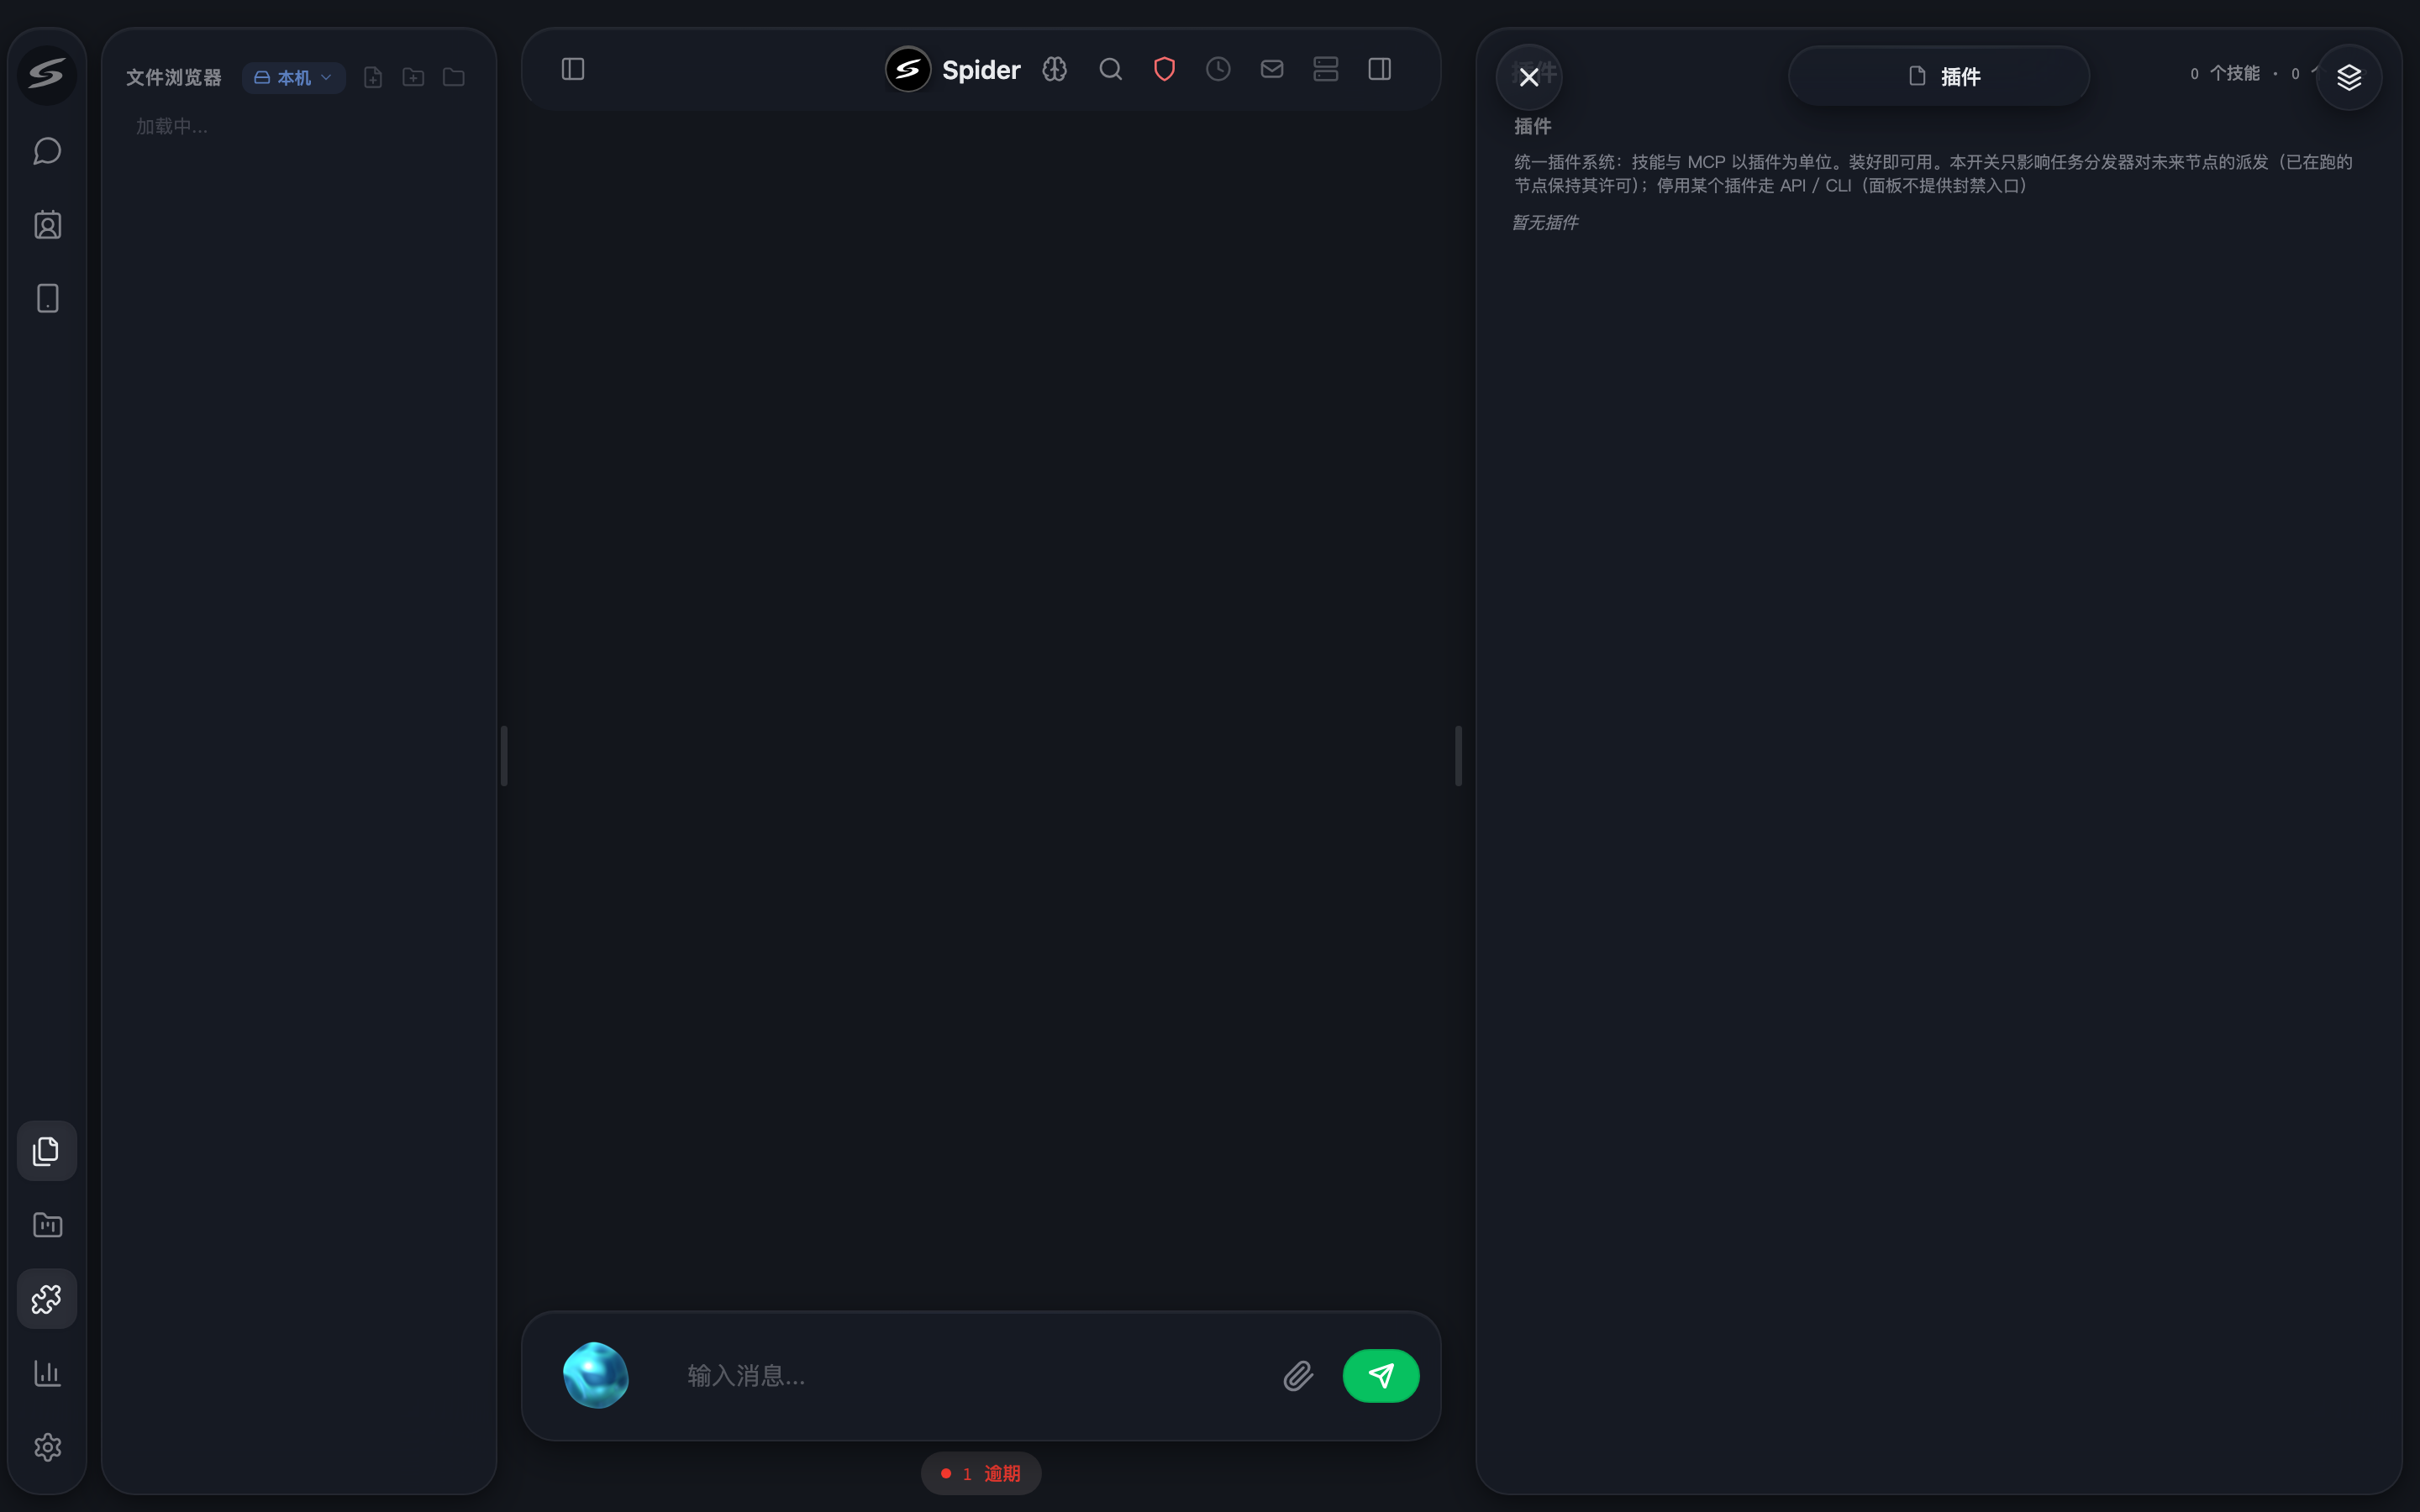 文件浏览器
本机
加载中...
Spider
插件
插件
0 个技能 · 0
插件
统一插件系统：技能与 MCP 以插件为单位。装好即可用。本开关只影响任务分发器对未来节点的派发（已在跑的
节点保持其许可）；停用某个插件走 API / CLI（面板不提供封禁入口）
暂无插件
输入消息...
1 逾期